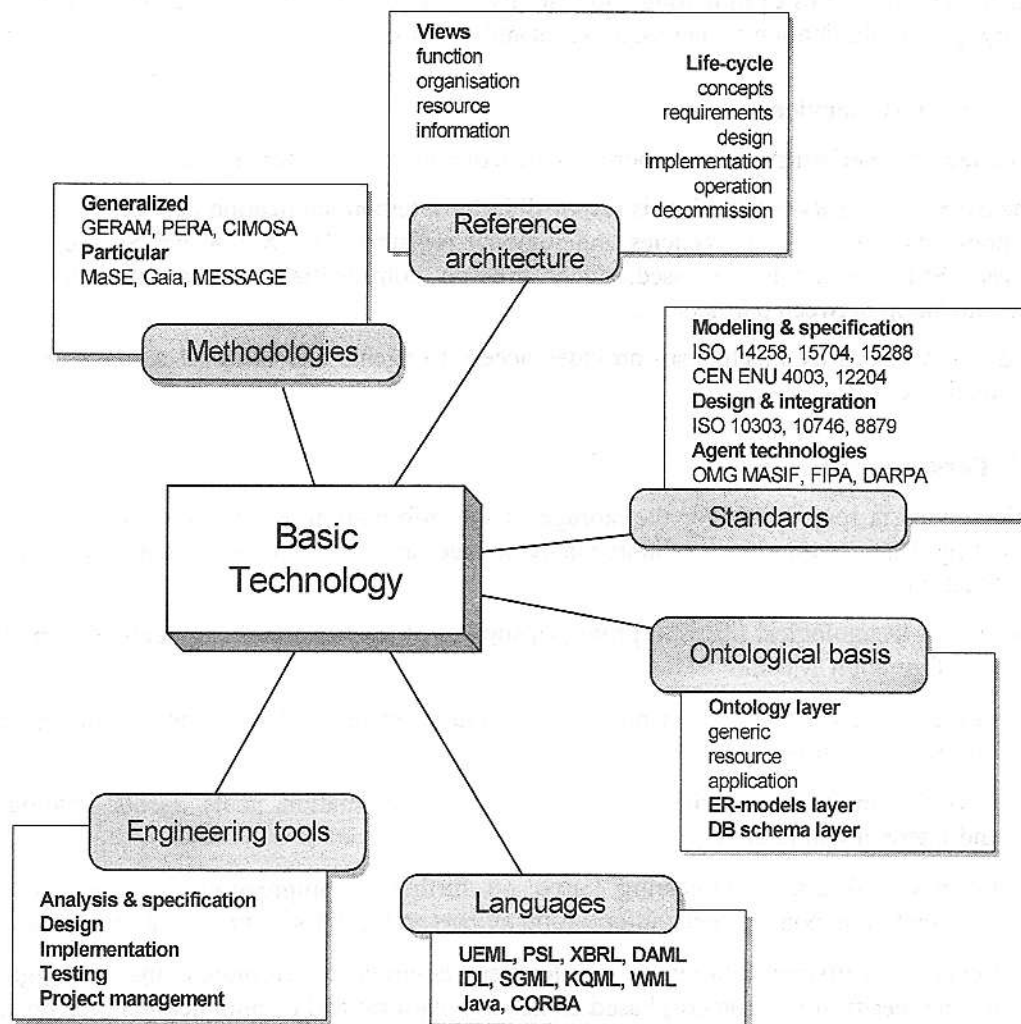 Views
function
organisation
resource
information
Life-cycle
concepts
requirements
design
implementation
operation
decommission
Reference
architecture
Generalized
GERAM, PERA, CIMOSA
Particular
MaSE, Gaia, MESSAGE
Methodologies
Modeling & specification
ISO 14258, 15704, 15288
CEN ENU 4003, 12204
Design & integration
ISO 10303, 10746, 8879
Agent technologies
OMG MASIF, FIPA, DARPA
Standards
Basic
Technology
Ontological basis
Ontology layer
generic
resource
application
ER-models layer
DB schema layer
Engineering tools
Analysis & specification
Design
Implementation
Testing
Project management
Languages
UEML, PSL, XBRL, DAML
IDL, SGML, KQML, WML
Java, CORBA